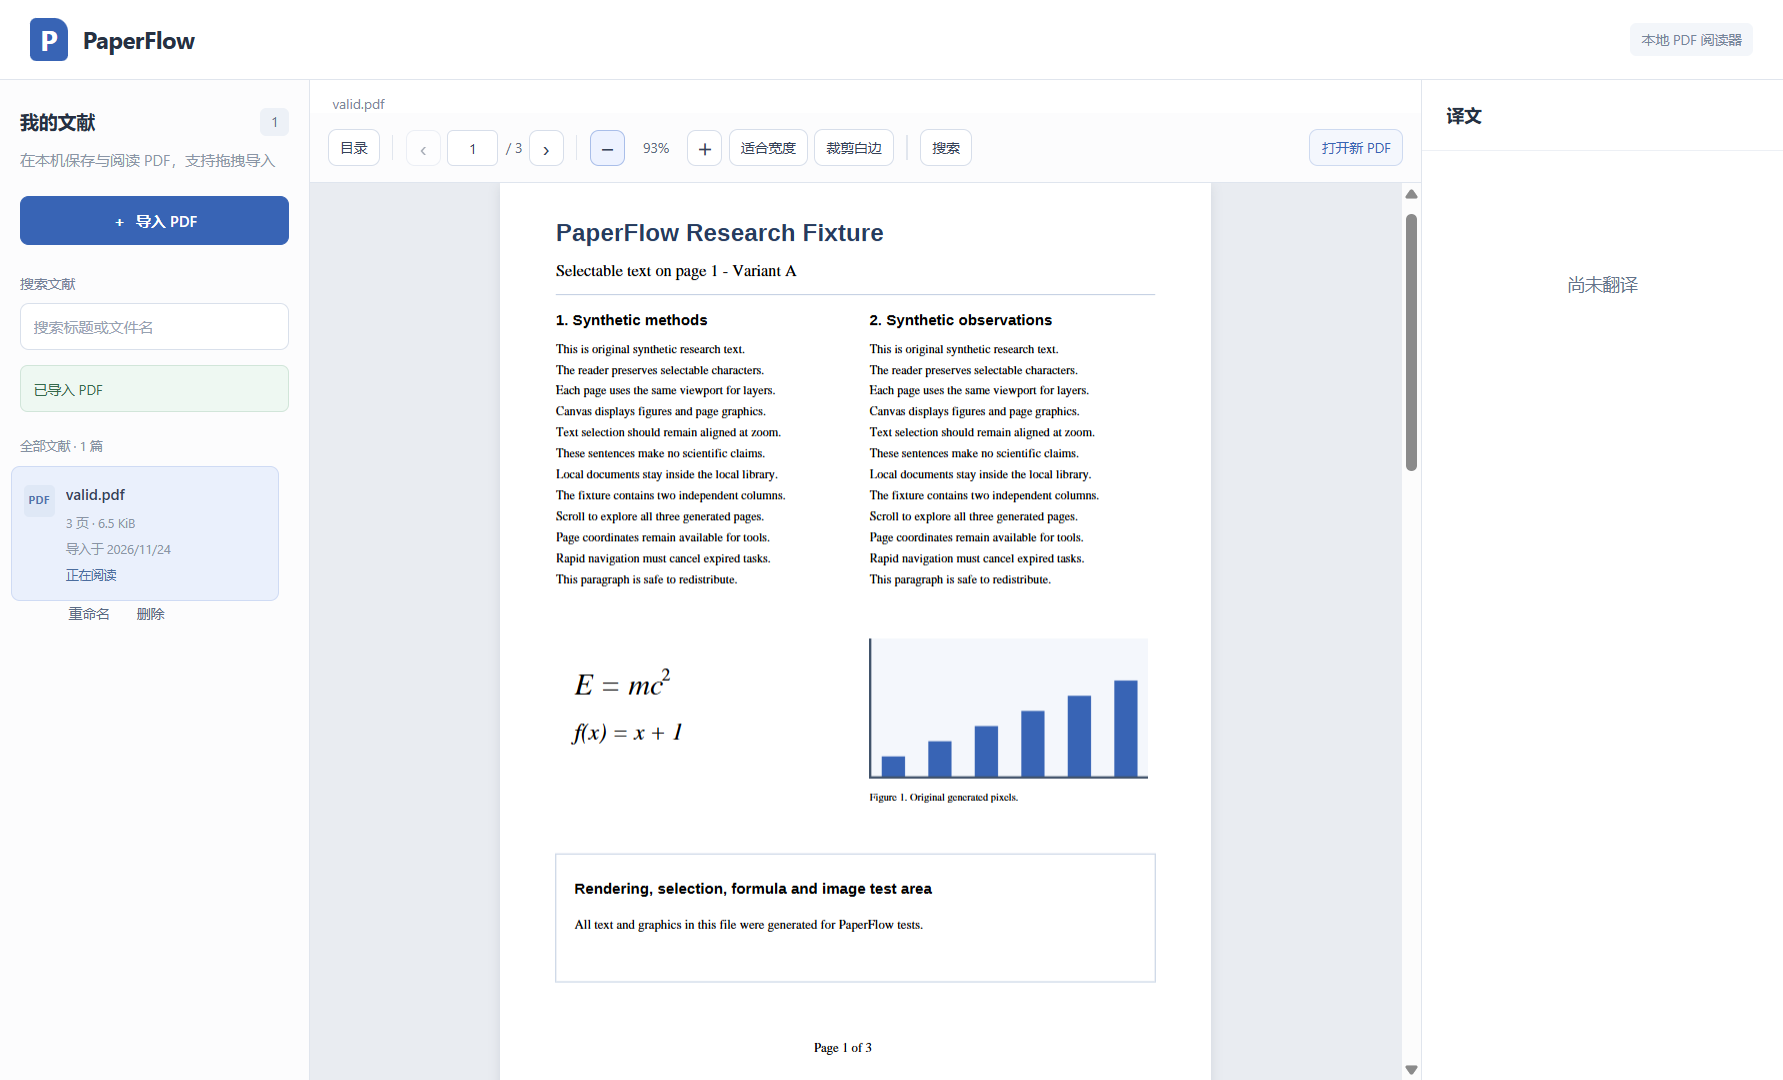 P PaperFlow
本地 PDF 阅读器
我的文献
1
在本机保存与阅读 PDF，支持拖拽导入
+ 导入 PDF
搜索文献
搜索标题或文件名
已导入 PDF
全部文献 · 1 篇
PDF
valid.pdf
3 页 · 6.5 KiB
导入于 2026/11/24
正在阅读
重命名 删除
valid.pdf
目录 ‹ 1 / 3 › − 93% + 适合宽度 裁剪白边 搜索 打开新 PDF
PaperFlow Research Fixture
Selectable text on page 1 - Variant A
1. Synthetic methods
This is original synthetic research text.
The reader preserves selectable characters.
Each page uses the same viewport for layers.
Canvas displays figures and page graphics.
Text selection should remain aligned at zoom.
These sentences make no scientific claims.
Local documents stay inside the local library.
The fixture contains two independent columns.
Scroll to explore all three generated pages.
Page coordinates remain available for tools.
Rapid navigation must cancel expired tasks.
This paragraph is safe to redistribute.
2. Synthetic observations
This is original synthetic research text.
The reader preserves selectable characters.
Each page uses the same viewport for layers.
Canvas displays figures and page graphics.
Text selection should remain aligned at zoom.
These sentences make no scientific claims.
Local documents stay inside the local library.
The fixture contains two independent columns.
Scroll to explore all three generated pages.
Page coordinates remain available for tools.
Rapid navigation must cancel expired tasks.
This paragraph is safe to redistribute.
E = mc²
f(x) = x + 1
Figure 1. Original generated pixels.
Rendering, selection, formula and image test area
All text and graphics in this file were generated for PaperFlow tests.
Page 1 of 3
译文
尚未翻译